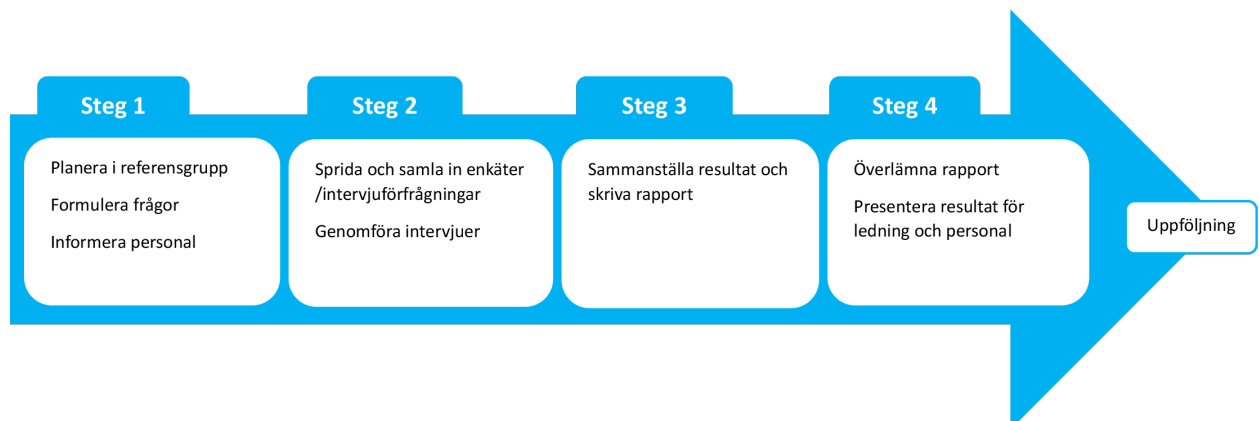 Steg 1
Planera i referensgrupp
Formulera frågor
Informera personal
Steg 2
Sprida och samla in enkäter
/intervjuförfrågningar
Genomföra intervjuer
Steg 3
Sammanställa resultat och
skriva rapport
Steg 4
Överlämna rapport
Presentera resultat för
ledning och personal
Uppföljning